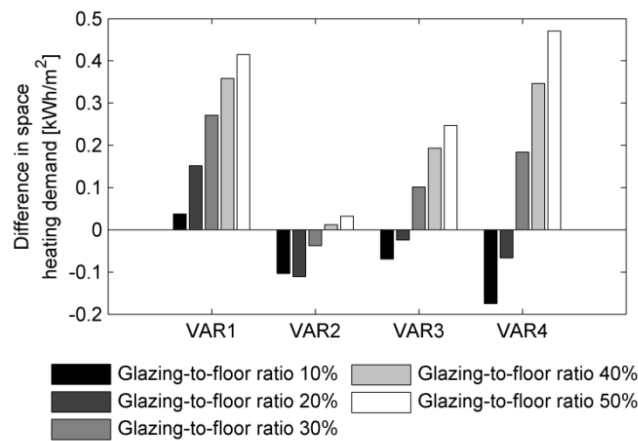 Difference in space
heating demand [kWh/m²]
0.5
0.4
0.3
0.2
0.1
0
-0.1
-0.2
VAR1 VAR2 VAR3 VAR4
Glazing-to-floor ratio 10% Glazing-to-floor ratio 40%
Glazing-to-floor ratio 20% Glazing-to-floor ratio 50%
Glazing-to-floor ratio 30%